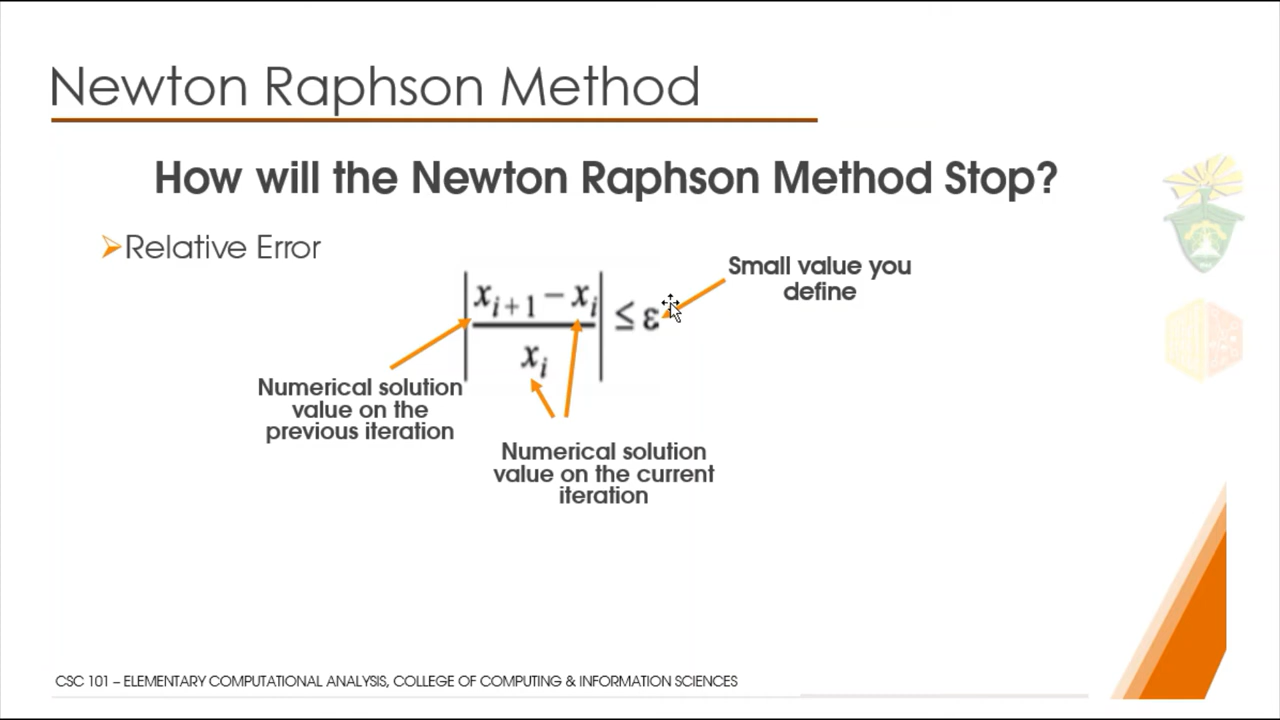 Newton Raphson Method
How will the Newton Raphson Method Stop?
➢Relative Error
|x_{i+1} − x_i / x_i| ≤ ε
Small value you
define
Numerical solution
value on the
previous iteration
Numerical solution
value on the current
iteration
CSC 101 – ELEMENTARY COMPUTATIONAL ANALYSIS, COLLEGE OF COMPUTING & INFORMATION SCIENCES